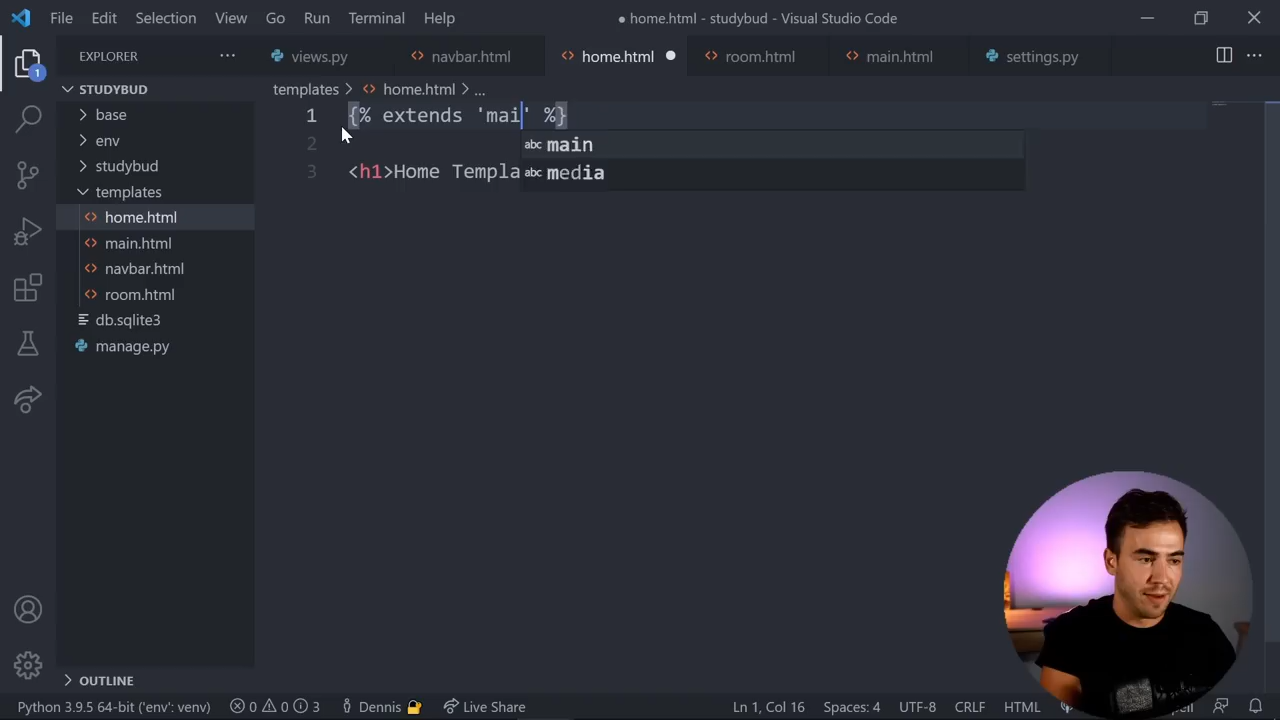 File Edit Selection View Go Run Terminal Help
● home.html - studybud - Visual Studio Code
EXPLORER
views.py
navbar.html
home.html
room.html
main.html
settings.py
1
STUDYBUD
base
env
studybud
templates
home.html
main.html
navbar.html
room.html
db.sqlite3
manage.py
OUTLINE
templates > home.html > ...
1 {% extends 'mai' %}
abc main
2
abc media
3 <h1>Home Templa
Python 3.9.5 64-bit ('env': venv) 0 0 3 Dennis Live Share Ln 1, Col 16 Spaces: 4 UTF-8 CRLF HTML